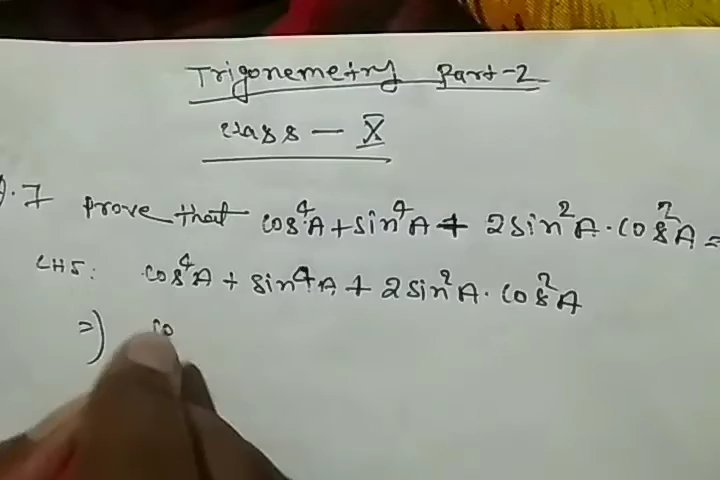 Trigonemetry Part-2
class - X
Q.7 Prove that cos⁴A + sin⁴A + 2sin²A·cos²A =
LHS: cos⁴A + sin⁴A + 2sin²A·cos²A
⇒) co